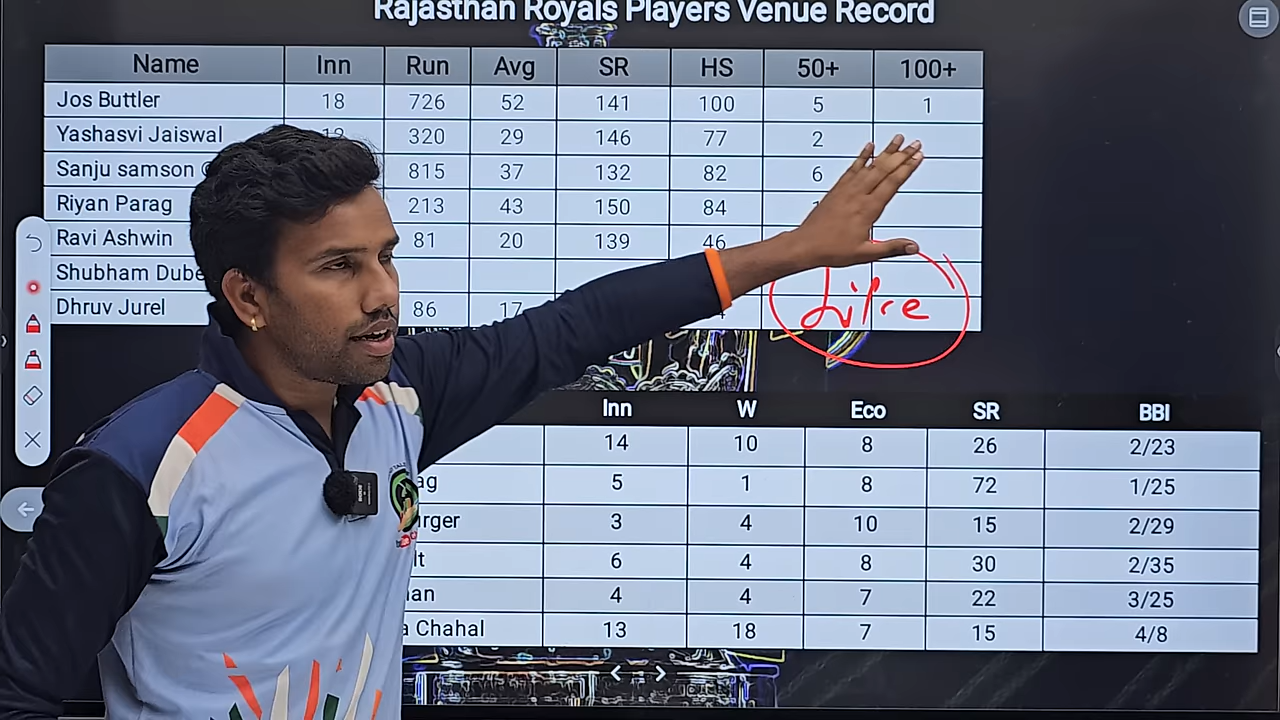 Rajasthan Royals Players Venue Record
Name Inn Run Avg SR HS 50+ 100+
Jos Buttler 18 726 52 141 100 5 1
Yashasvi Jaiswal 320 29 146 77 2
Sanju samson 815 37 132 82 6
Riyan Parag 213 43 150 84
Ravi Ashwin 81 20 139 46
Shubham Dube
Dhruv Jurel 86 17
Inn W Eco SR BBI
14 10 8 26 2/23
ag 5 1 8 72 1/25
urger 3 4 10 15 2/29
lt 6 4 8 30 2/35
4 4 7 22 3/25
a Chahal 13 18 7 15 4/8